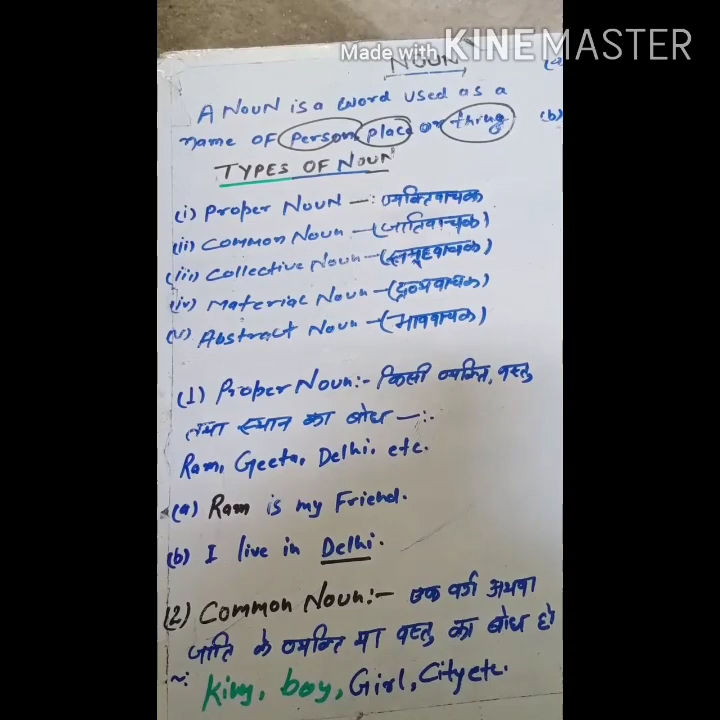 Made with KINEMASTER
NOUN (a
A NOUN is a word used as a
name of person place or thing (b)
TYPES OF NOUN
(i) Proper Noun —: व्यक्तिवाचक
(ii) Common Noun – (जातिवाचक)
(iii) Collective Noun – (समूहवाचक)
(iv) Material Noun – (द्रव्यवाचक)
(v) Abstract Noun – (भाववाचक)
(1) Proper Noun:- किसी व्यक्ति, वस्तु
तथा स्थान का बोध —:-
Ram, Geeta, Delhi, etc.
(a) Ram is my Friend.
(b) I live in Delhi.
(2) Common Noun:- एक वर्ग अथवा
जाति के व्यक्ति या वस्तु का बोध हो
~: King, boy, Girl, City etc.